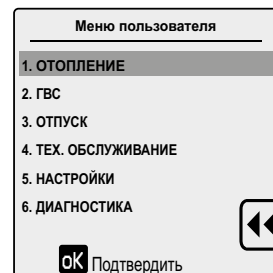 Меню пользователя
1. ОТОПЛЕНИЕ
2. ГВС
3. ОТПУСК
4. ТЕХ. ОБСЛУЖИВАНИЕ
5. НАСТРОЙКИ
6. ДИАГНОСТИКА
oK Подтвердить